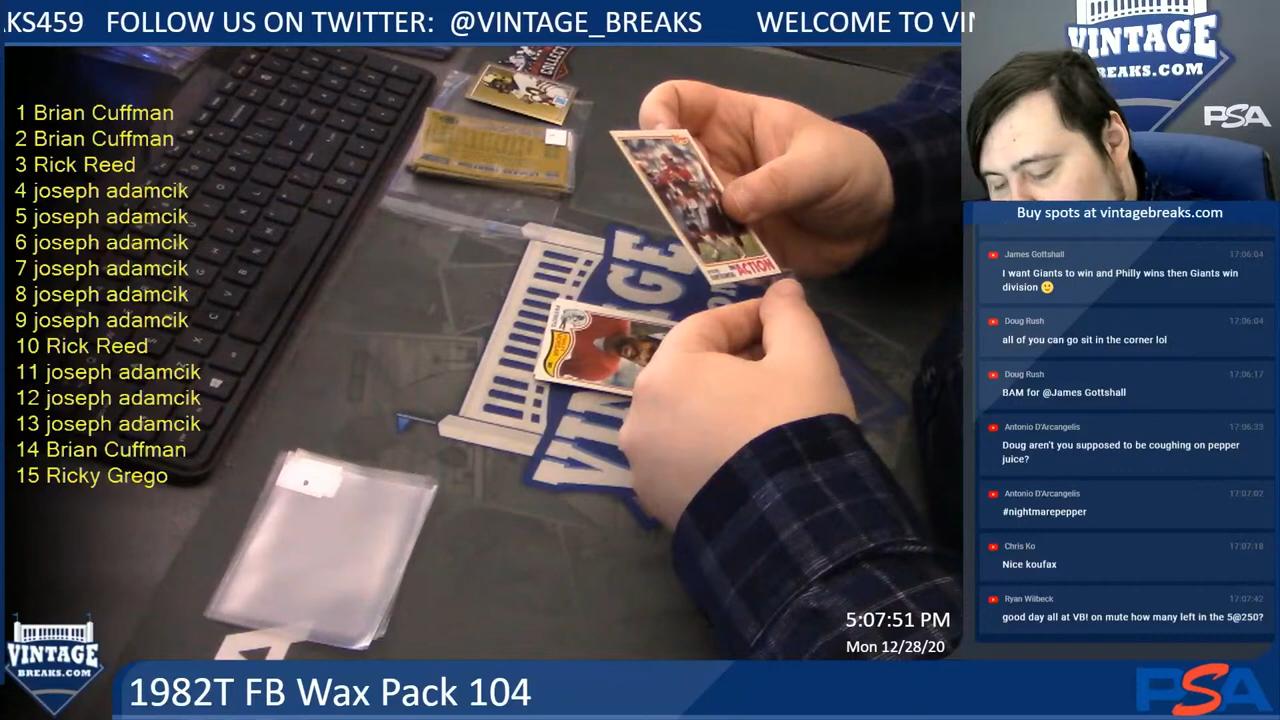 KS459 FOLLOW US ON TWITTER: @VINTAGE_BREAKS WELCOME TO VIN
VINTAGE
BREAKS.COM
PSA
1 Brian Cuffman
2 Brian Cuffman
3 Rick Reed
4 joseph adamcik
5 joseph adamcik
6 joseph adamcik
7 joseph adamcik
8 joseph adamcik
9 joseph adamcik
10 Rick Reed
11 joseph adamcik
12 joseph adamcik
13 joseph adamcik
14 Brian Cuffman
15 Ricky Grego
ACTION
Buy spots at vintagebreaks.com
James Gottshall 17:06:04
I want Giants to win and Philly wins then Giants win
division 🙂
Doug Rush 17:06:04
all of you can go sit in the corner lol
Doug Rush 17:06:17
BAM for @James Gottshall
Antonio D'Arcangelis 17:06:33
Doug aren't you supposed to be coughing on pepper
juice?
Antonio D'Arcangelis 17:07:02
#nightmarepepper
Chris Ko 17:07:18
Nice koufax
Ryan Wilbeck 17:07:42
good day all at VB! on mute how many left in the 5@250?
5:07:51 PM
Mon 12/28/20
VINTAGE
BREAKS.COM
1982T FB Wax Pack 104
PSA